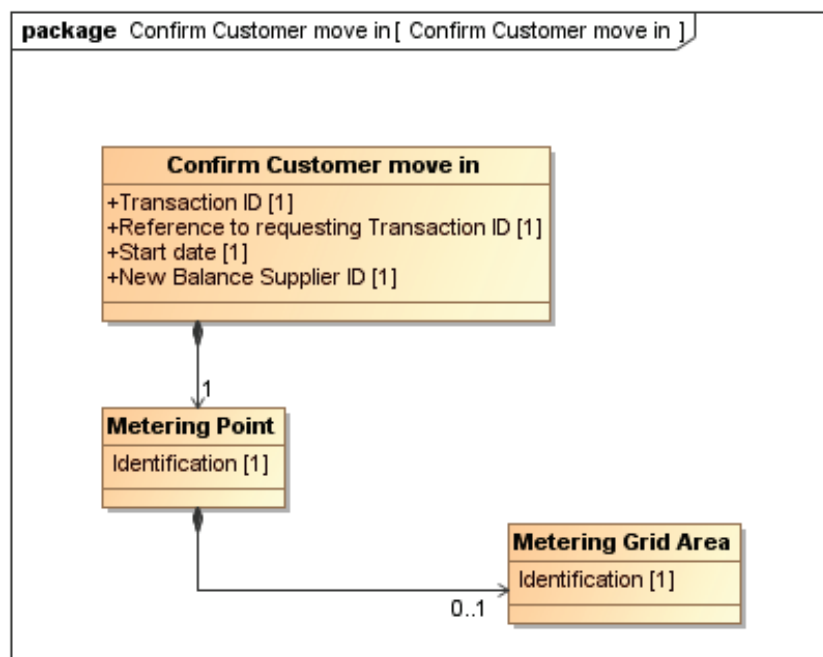 package Confirm Customer move in[ Confirm Customer move in ]
Confirm Customer move in
+Transaction ID [1]
+Reference to requesting Transaction ID [1]
+Start date [1]
+New Balance Supplier ID [1]
1
Metering Point
Identification [1]
Metering Grid Area
Identification [1]
0..1